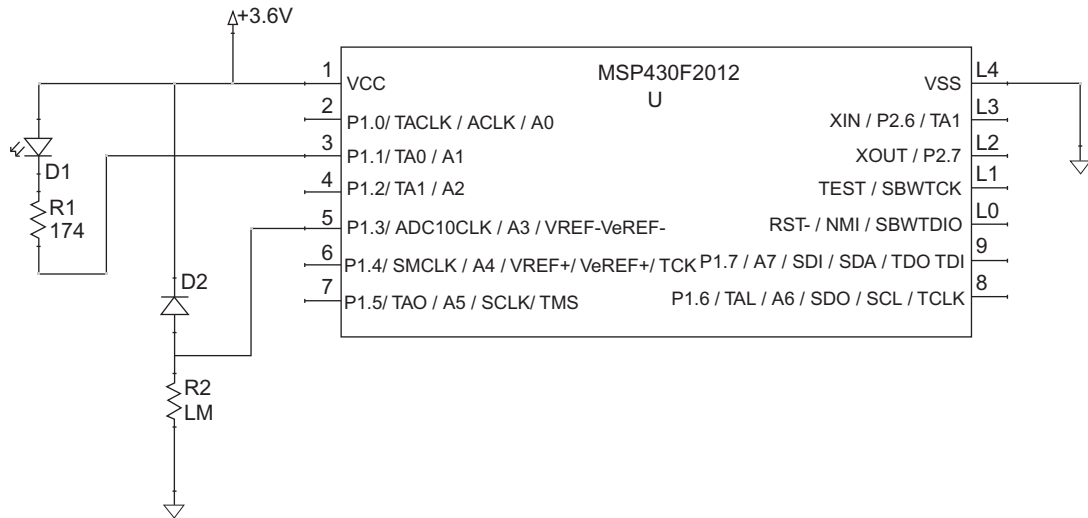 +3.6V
MSP430F2012
U
1
VCC
2
P1.0/ TACLK / ACLK / A0
3
P1.1/ TA0 / A1
4
P1.2/ TA1 / A2
5
P1.3/ ADC10CLK / A3 / VREF-VeREF-
6
P1.4/ SMCLK / A4 / VREF+/ VeREF+/ TCK
7
P1.5/ TAO / A5 / SCLK/ TMS
VSS
L4
XIN / P2.6 / TA1
L3
XOUT / P2.7
L2
TEST / SBWTCK
L1
RST- / NMI / SBWTDIO
L0
P1.7 / A7 / SDI / SDA / TDO TDI
9
P1.6 / TAL / A6 / SDO / SCL / TCLK
8
D1
R1
174
D2
R2
LM